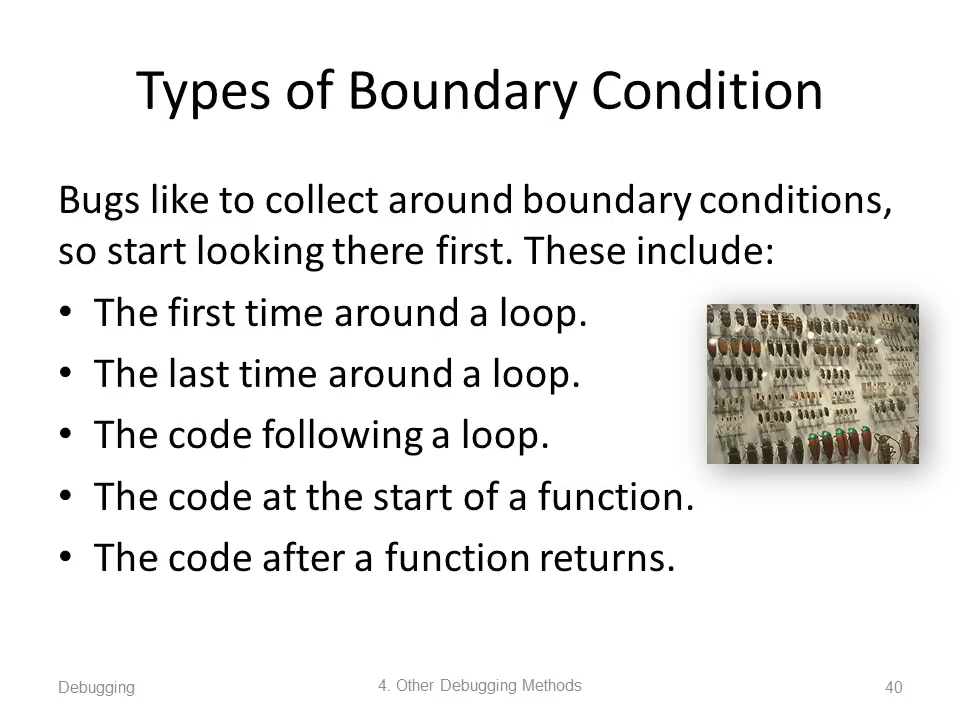 Types of Boundary Condition
Bugs like to collect around boundary conditions,
so start looking there first. These include:
• The first time around a loop.
• The last time around a loop.
• The code following a loop.
• The code at the start of a function.
• The code after a function returns.
Debugging
4. Other Debugging Methods
40